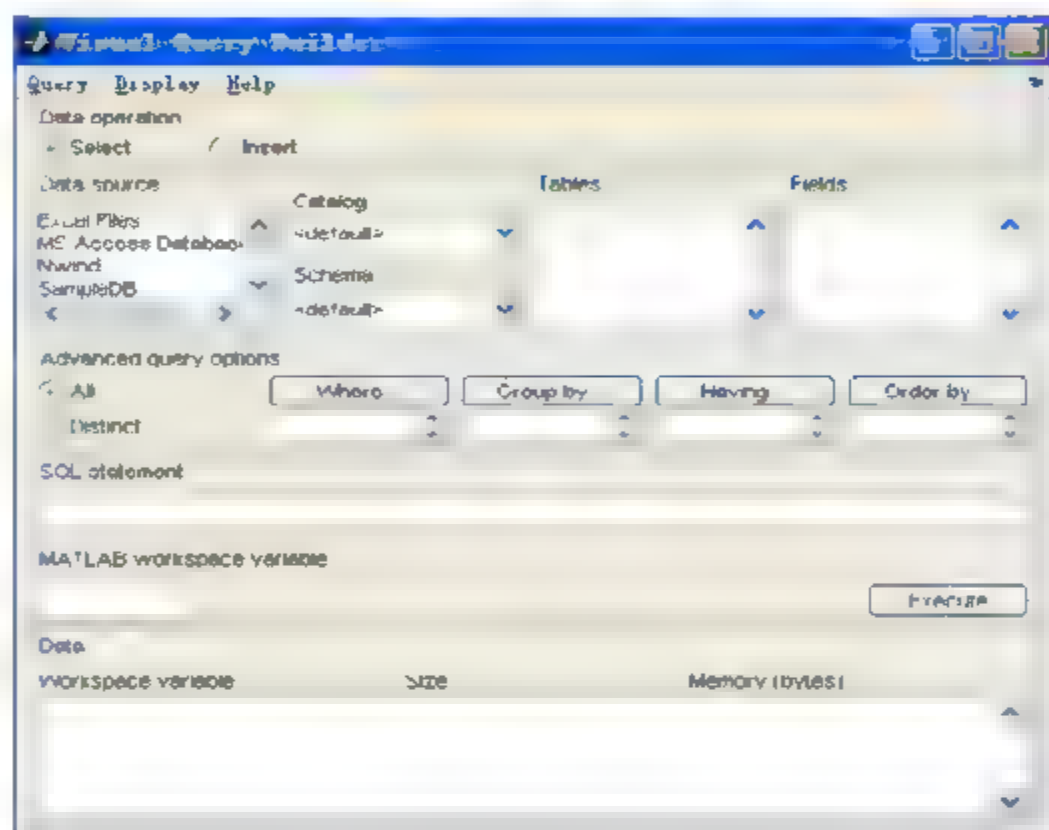 Visual Query Builder
Query Display Help
Data operation
Select Insert
Data source
Catalog
Tables
Fields
Excel Files
MS Access Databas
Nwind
SampleDB
<default>
Schema
<default>
Advanced query options
All
Where Group by Having Order by
Distinct
SQL statement
MATLAB workspace variable
Execute
Data
Workspace variable Size Memory (bytes)